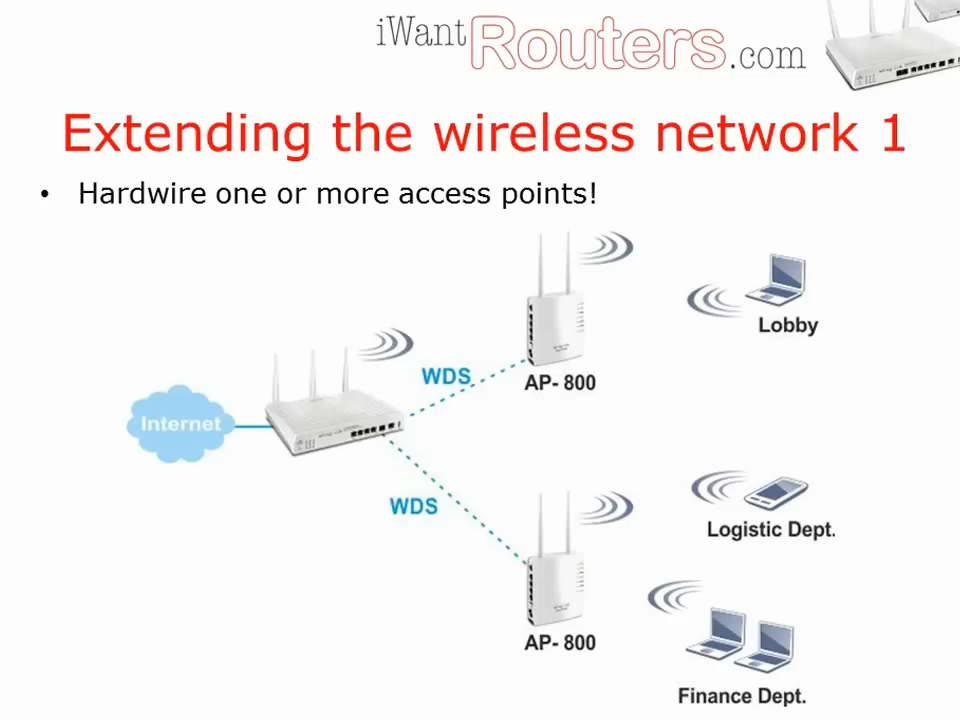 iWantRouters.com
Extending the wireless network 1
• Hardwire one or more access points!
Lobby
WDS
AP- 800
Internet
WDS
Logistic Dept.
AP- 800
Finance Dept.